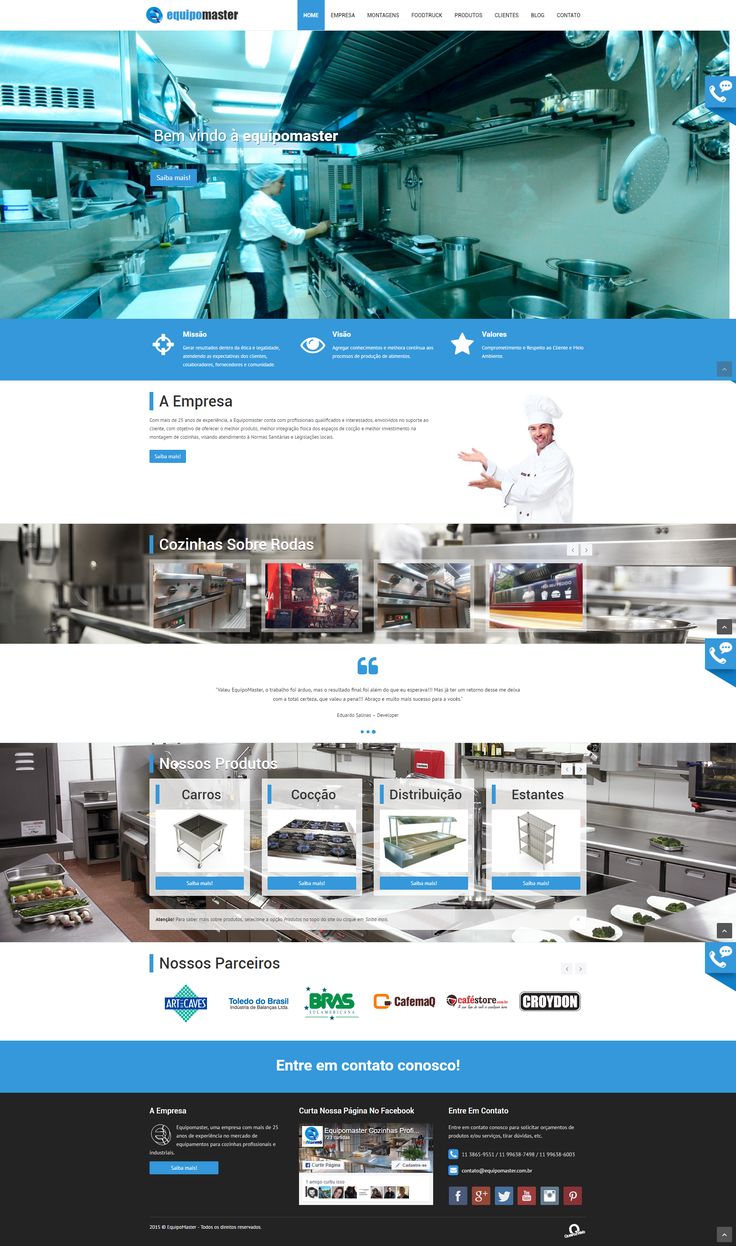 equipomaster
HOME EMPRESA MONTAGENS FOODTRUCK PRODUTOS CLIENTES BLOG CONTATO
Bem vindo à equipomaster
Saiba mais!
Missão
Gerar resultados dentro da ética e legalidade,
atendendo as expectativas dos clientes,
colaboradores, fornecedores e comunidade.
Visão
Agregar conhecimentos e melhora contínua aos
processos de produção de alimentos.
Valores
Comprometimento e Respeito ao Cliente e Meio
Ambiente.
A Empresa
Com mais de 25 anos de experiência, a Equipomaster conta com profissionais qualificados e interessados, envolvidos no suporte ao
cliente, com objetivo de oferecer o melhor produto, melhor integração física dos espaços de cocção e melhor investimento na
montagem de cozinhas, visando atendimento à Normas Sanitárias e Legislações locais.
Saiba mais!
Cozinhas Sobre Rodas
"Valeu EquipoMaster, o trabalho foi árduo, mas o resultado final foi além do que eu esperava!!! Mas já ter um retorno desse me deixa
com a total certeza, que valeu a pena!!! Abraço e muito mais sucesso para a vocês."
Eduardo Salinas – Developer
Nossos Produtos
Carros
Cocção
Distribuição
Estantes
Saiba mais!
Saiba mais!
Saiba mais!
Saiba mais!
Atenção! Para saber mais sobre produtos, selecione a opção Produtos no topo do site ou clique em Saiba mais.
Nossos Parceiros
ART DES CAVES
Toledo do Brasil
Indústria de Balanças Ltda.
BRAS
SULAMERICANA
CafemaQ
caféstore.com.br
CROYDON
Entre em contato conosco!
A Empresa
Equipomaster, uma empresa com mais de 25
anos de experiência no mercado de
equipamentos para cozinhas profissionais e
industriais.
Saiba mais!
Curta Nossa Página No Facebook
Equipomaster Cozinhas Profi...
723 curtidas
Curtir Página
Cadastre-se
1 amigo curtiu isso
Entre Em Contato
Entre em contato conosco para solicitar orçamentos de
produtos e/ou serviços, tirar dúvidas, etc.
11 3865-9551 / 11 99638-7498 / 11 99638-6003
contato@equipomaster.com.br
2015 © EquipoMaster - Todos os direitos reservados.